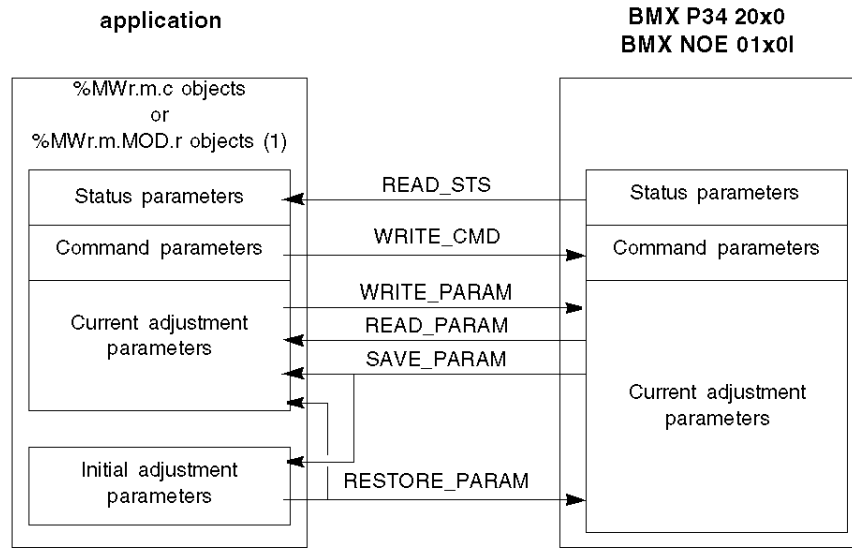 application
BMX P34 20x0
BMX NOE 01x0I
%MWr.m.c objects
or
%MWr.m.MOD.r objects (1)
Status parameters
READ_STS
Status parameters
Command parameters
WRITE_CMD
Command parameters
WRITE_PARAM
Current adjustment
parameters
READ_PARAM
SAVE_PARAM
Current adjustment
parameters
Initial adjustment
parameters
RESTORE_PARAM